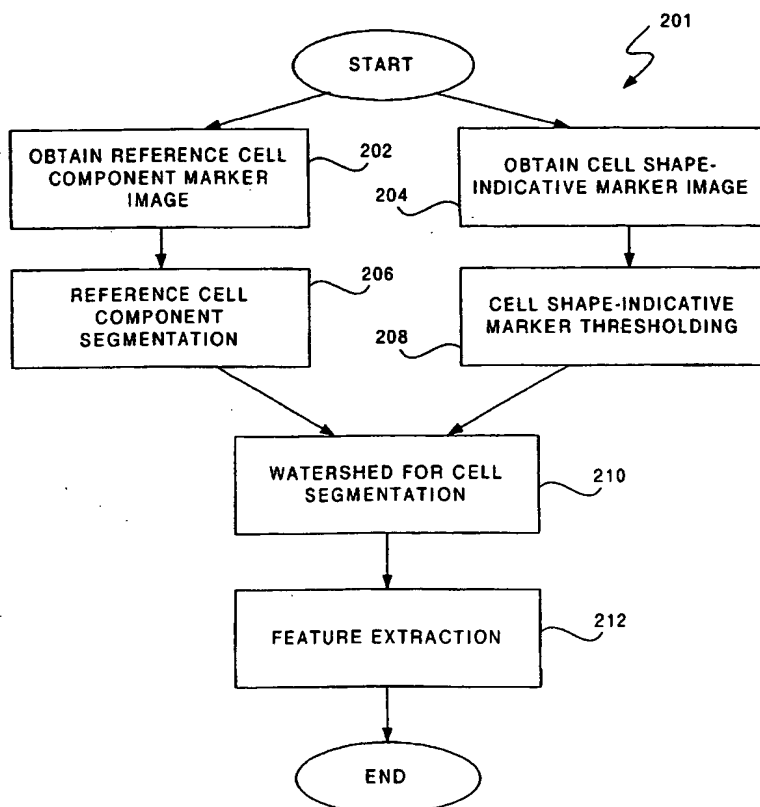 201
START
OBTAIN REFERENCE CELL
COMPONENT MARKER
IMAGE
202
OBTAIN CELL SHAPE-
INDICATIVE MARKER IMAGE
204
REFERENCE CELL
COMPONENT
SEGMENTATION
206
CELL SHAPE-INDICATIVE
MARKER THRESHOLDING
208
WATERSHED FOR CELL
SEGMENTATION
210
FEATURE EXTRACTION
212
END